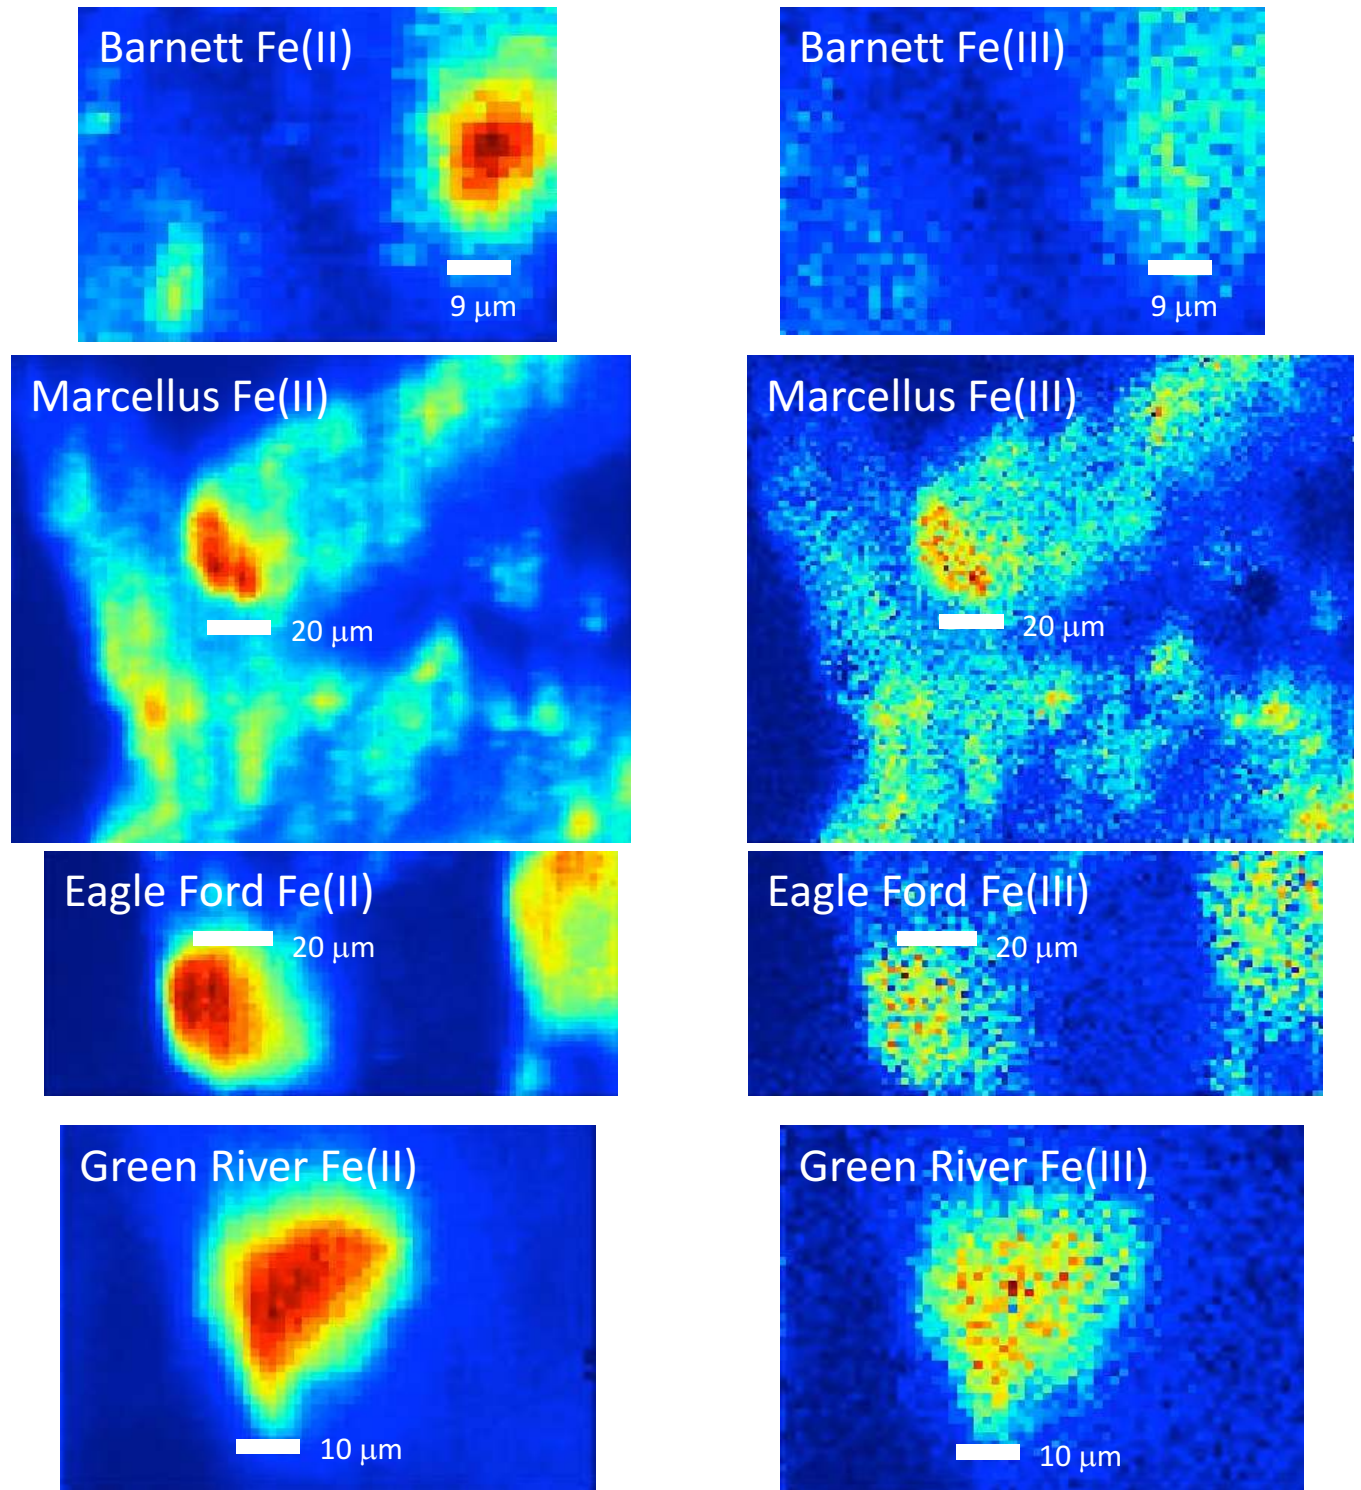 Barnett Fe(II)
9 μm
Barnett Fe(III)
9 μm
Marcellus Fe(II)
20 μm
Marcellus Fe(III)
20 μm
Eagle Ford Fe(II)
20 μm
Eagle Ford Fe(III)
20 μm
Green River Fe(II)
10 μm
Green River Fe(III)
10 μm